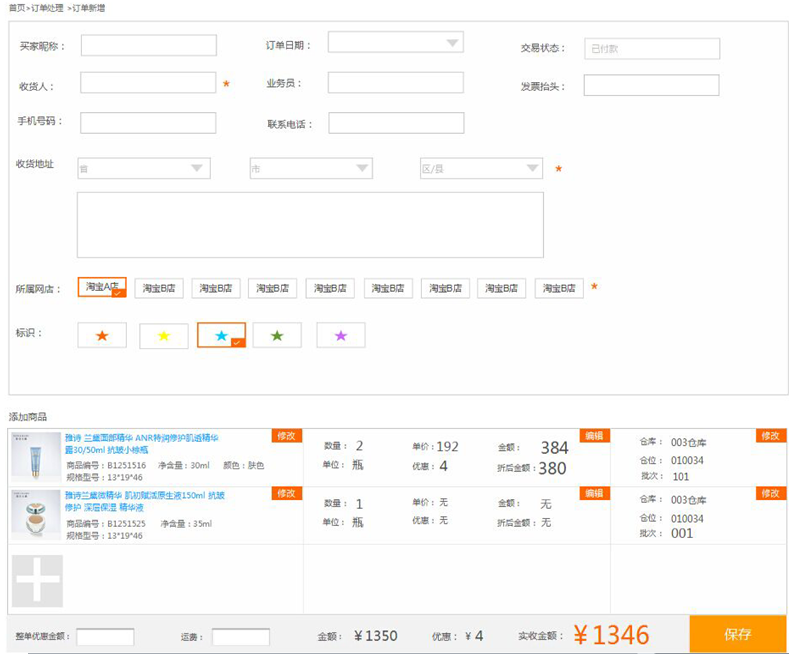 首页>订单处理 >订单新增
买家昵称： 订单日期： 交易状态： 已付款
收货人： * 业务员： 发票抬头：
手机号码： 联系电话：
收货地址 省 市 区/县 *
所属网店： 淘宝A店 淘宝B店 淘宝B店 淘宝B店 淘宝B店 淘宝B店 淘宝B店 淘宝B店 淘宝B店 *
标识：
添加商品
雅诗 兰黛面部精华 ANR特润修护肌透精华 修改
露30/50ml 抗皱小棕瓶
商品编号：B1251516 净含量：30ml 颜色：肤色
规格型号：13*19*46
数量： 2 单价：192 金额： 384 编辑
单位： 瓶 优惠： 4 折后金额：380
仓库： 003仓库 修改
仓位： 010034
批次： 101
雅诗兰黛微精华 肌初赋活原生液150ml 抗皱 修改
修护 深层保湿 精华液
商品编号：B1251525 净含量：35ml
规格型号：13*19*46
数量： 1 单价：无 金额： 无 编辑
单位： 瓶 优惠：无 折后金额：无
仓库： 003仓库 修改
仓位： 010034
批次： 001
整单优惠金额： 运费： 金额： ¥1350 优惠： ¥ 4 实收金额： ¥1346 保存